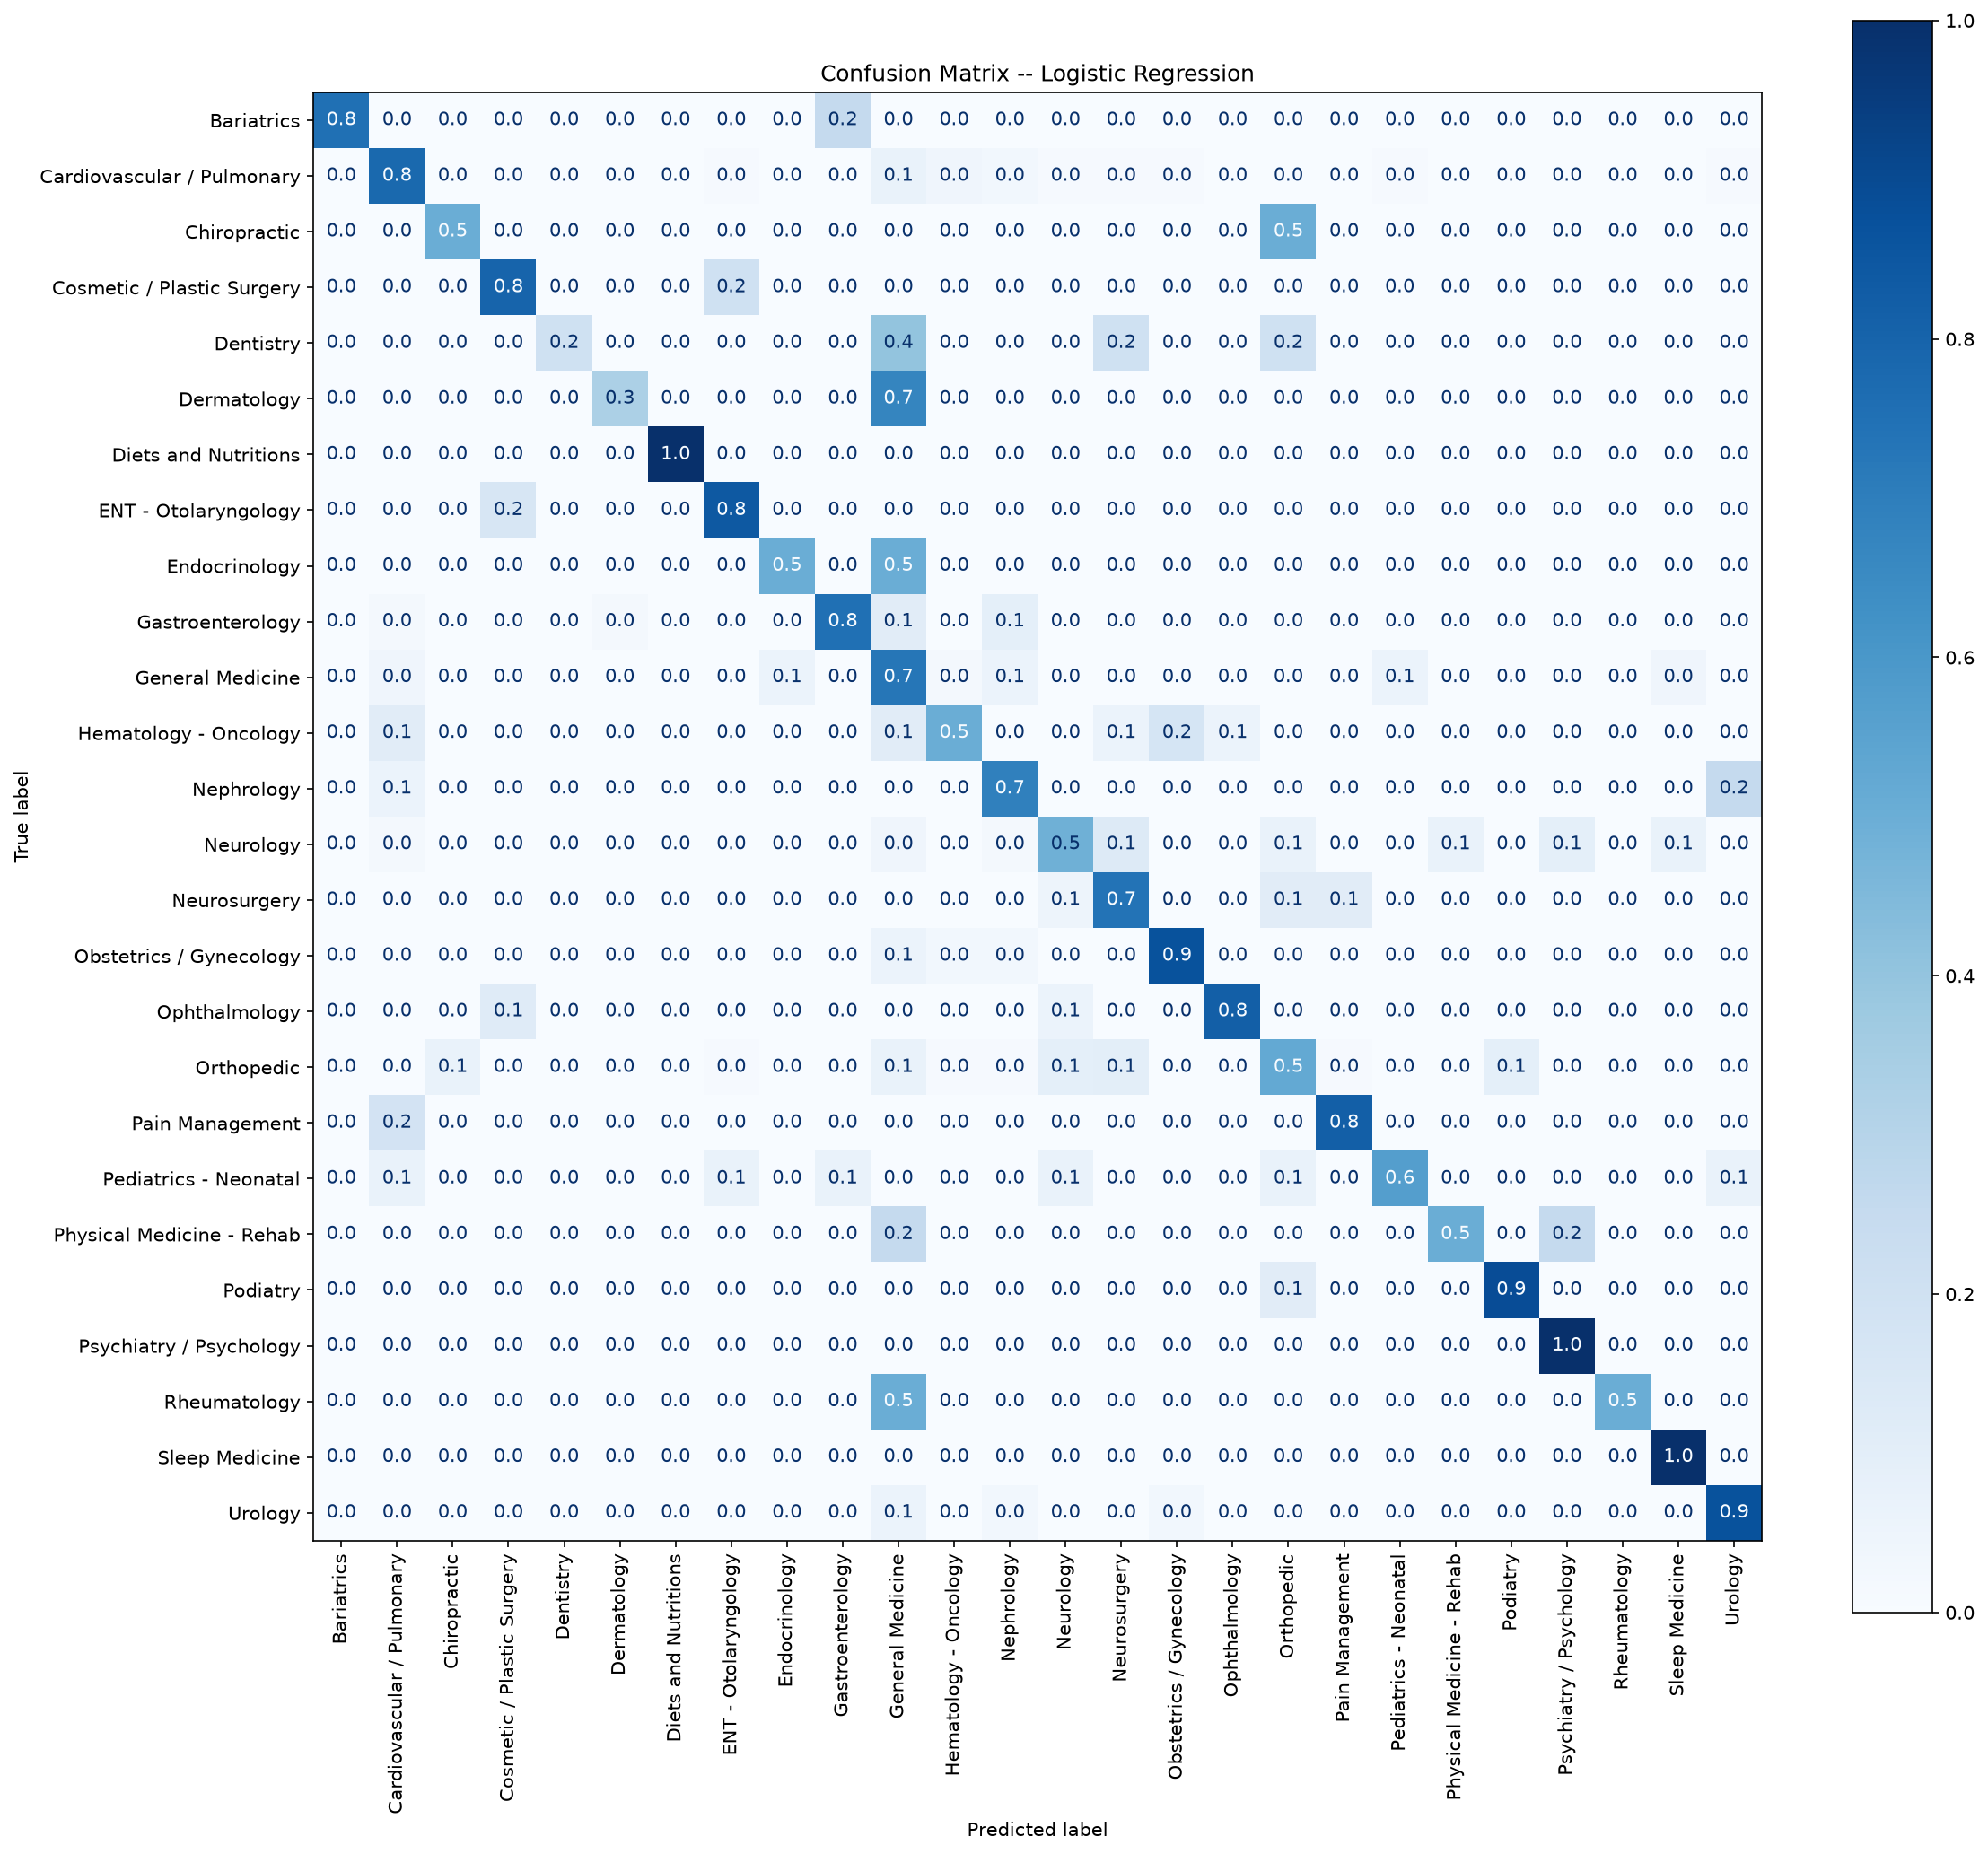 Confusion Matrix -- Logistic Regression
True label
Bariatrics 0.8 0.0 0.0 0.0 0.0 0.0 0.0 0.0 0.0 0.2 0.0 0.0 0.0 0.0 0.0 0.0 0.0 0.0 0.0 0.0 0.0 0.0 0.0 0.0 0.0 0.0
Cardiovascular / Pulmonary 0.0 0.8 0.0 0.0 0.0 0.0 0.0 0.0 0.0 0.0 0.1 0.0 0.0 0.0 0.0 0.0 0.0 0.0 0.0 0.0 0.0 0.0 0.0 0.0 0.0 0.0
Chiropractic 0.0 0.0 0.5 0.0 0.0 0.0 0.0 0.0 0.0 0.0 0.0 0.0 0.0 0.0 0.0 0.0 0.0 0.5 0.0 0.0 0.0 0.0 0.0 0.0 0.0 0.0
Cosmetic / Plastic Surgery 0.0 0.0 0.0 0.8 0.0 0.0 0.0 0.2 0.0 0.0 0.0 0.0 0.0 0.0 0.0 0.0 0.0 0.0 0.0 0.0 0.0 0.0 0.0 0.0 0.0 0.0
Dentistry 0.0 0.0 0.0 0.0 0.2 0.0 0.0 0.0 0.0 0.0 0.4 0.0 0.0 0.0 0.2 0.0 0.0 0.2 0.0 0.0 0.0 0.0 0.0 0.0 0.0 0.0
Dermatology 0.0 0.0 0.0 0.0 0.0 0.3 0.0 0.0 0.0 0.0 0.7 0.0 0.0 0.0 0.0 0.0 0.0 0.0 0.0 0.0 0.0 0.0 0.0 0.0 0.0 0.0
Diets and Nutritions 0.0 0.0 0.0 0.0 0.0 0.0 1.0 0.0 0.0 0.0 0.0 0.0 0.0 0.0 0.0 0.0 0.0 0.0 0.0 0.0 0.0 0.0 0.0 0.0 0.0 0.0
ENT - Otolaryngology 0.0 0.0 0.0 0.2 0.0 0.0 0.0 0.8 0.0 0.0 0.0 0.0 0.0 0.0 0.0 0.0 0.0 0.0 0.0 0.0 0.0 0.0 0.0 0.0 0.0 0.0
Endocrinology 0.0 0.0 0.0 0.0 0.0 0.0 0.0 0.0 0.5 0.0 0.5 0.0 0.0 0.0 0.0 0.0 0.0 0.0 0.0 0.0 0.0 0.0 0.0 0.0 0.0 0.0
Gastroenterology 0.0 0.0 0.0 0.0 0.0 0.0 0.0 0.0 0.0 0.8 0.1 0.0 0.1 0.0 0.0 0.0 0.0 0.0 0.0 0.0 0.0 0.0 0.0 0.0 0.0 0.0
General Medicine 0.0 0.0 0.0 0.0 0.0 0.0 0.0 0.0 0.1 0.0 0.7 0.0 0.1 0.0 0.0 0.0 0.0 0.0 0.0 0.1 0.0 0.0 0.0 0.0 0.0 0.0
Hematology - Oncology 0.0 0.1 0.0 0.0 0.0 0.0 0.0 0.0 0.0 0.0 0.1 0.5 0.0 0.0 0.1 0.2 0.1 0.0 0.0 0.0 0.0 0.0 0.0 0.0 0.0 0.0
Nephrology 0.0 0.1 0.0 0.0 0.0 0.0 0.0 0.0 0.0 0.0 0.0 0.0 0.7 0.0 0.0 0.0 0.0 0.0 0.0 0.0 0.0 0.0 0.0 0.0 0.0 0.2
Neurology 0.0 0.0 0.0 0.0 0.0 0.0 0.0 0.0 0.0 0.0 0.0 0.0 0.0 0.5 0.1 0.0 0.0 0.1 0.0 0.0 0.1 0.0 0.1 0.0 0.1 0.0
Neurosurgery 0.0 0.0 0.0 0.0 0.0 0.0 0.0 0.0 0.0 0.0 0.0 0.0 0.0 0.1 0.7 0.0 0.0 0.1 0.1 0.0 0.0 0.0 0.0 0.0 0.0 0.0
Obstetrics / Gynecology 0.0 0.0 0.0 0.0 0.0 0.0 0.0 0.0 0.0 0.0 0.1 0.0 0.0 0.0 0.0 0.9 0.0 0.0 0.0 0.0 0.0 0.0 0.0 0.0 0.0 0.0
Ophthalmology 0.0 0.0 0.0 0.1 0.0 0.0 0.0 0.0 0.0 0.0 0.0 0.0 0.0 0.1 0.0 0.0 0.8 0.0 0.0 0.0 0.0 0.0 0.0 0.0 0.0 0.0
Orthopedic 0.0 0.0 0.1 0.0 0.0 0.0 0.0 0.0 0.0 0.0 0.1 0.0 0.0 0.1 0.1 0.0 0.0 0.5 0.0 0.0 0.0 0.1 0.0 0.0 0.0 0.0
Pain Management 0.0 0.2 0.0 0.0 0.0 0.0 0.0 0.0 0.0 0.0 0.0 0.0 0.0 0.0 0.0 0.0 0.0 0.0 0.8 0.0 0.0 0.0 0.0 0.0 0.0 0.0
Pediatrics - Neonatal 0.0 0.1 0.0 0.0 0.0 0.0 0.0 0.1 0.0 0.1 0.0 0.0 0.0 0.1 0.0 0.0 0.0 0.1 0.0 0.6 0.0 0.0 0.0 0.0 0.0 0.1
Physical Medicine - Rehab 0.0 0.0 0.0 0.0 0.0 0.0 0.0 0.0 0.0 0.0 0.2 0.0 0.0 0.0 0.0 0.0 0.0 0.0 0.0 0.0 0.5 0.0 0.2 0.0 0.0 0.0
Podiatry 0.0 0.0 0.0 0.0 0.0 0.0 0.0 0.0 0.0 0.0 0.0 0.0 0.0 0.0 0.0 0.0 0.0 0.1 0.0 0.0 0.0 0.9 0.0 0.0 0.0 0.0
Psychiatry / Psychology 0.0 0.0 0.0 0.0 0.0 0.0 0.0 0.0 0.0 0.0 0.0 0.0 0.0 0.0 0.0 0.0 0.0 0.0 0.0 0.0 0.0 0.0 1.0 0.0 0.0 0.0
Rheumatology 0.0 0.0 0.0 0.0 0.0 0.0 0.0 0.0 0.0 0.0 0.5 0.0 0.0 0.0 0.0 0.0 0.0 0.0 0.0 0.0 0.0 0.0 0.0 0.5 0.0 0.0
Sleep Medicine 0.0 0.0 0.0 0.0 0.0 0.0 0.0 0.0 0.0 0.0 0.0 0.0 0.0 0.0 0.0 0.0 0.0 0.0 0.0 0.0 0.0 0.0 0.0 0.0 1.0 0.0
Urology 0.0 0.0 0.0 0.0 0.0 0.0 0.0 0.0 0.0 0.0 0.1 0.0 0.0 0.0 0.0 0.0 0.0 0.0 0.0 0.0 0.0 0.0 0.0 0.0 0.0 0.9
Bariatrics
Cardiovascular / Pulmonary
Chiropractic
Cosmetic / Plastic Surgery
Dentistry
Dermatology
Diets and Nutritions
ENT - Otolaryngology
Endocrinology
Gastroenterology
General Medicine
Hematology - Oncology
Nephrology
Neurology
Neurosurgery
Obstetrics / Gynecology
Ophthalmology
Orthopedic
Pain Management
Pediatrics - Neonatal
Physical Medicine - Rehab
Podiatry
Psychiatry / Psychology
Rheumatology
Sleep Medicine
Urology
Predicted label
1.0
0.8
0.6
0.4
0.2
0.0